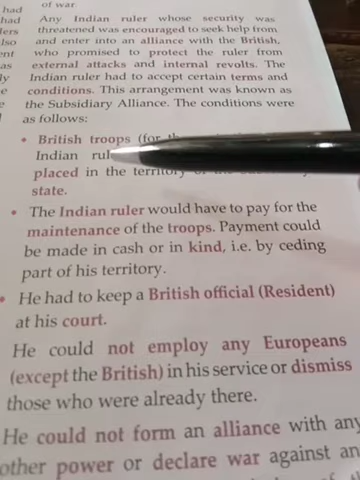 of war
had
Any Indian ruler whose security was
threatened was encouraged to seek help from
and enter into an alliance with the British,
who promised to protect the ruler from
external attacks and internal revolts. The
Indian ruler had to accept certain terms and
conditions. This arrangement was known as
the Subsidiary Alliance. The conditions were
as follows:
• British troops (for
Indian
placed in the territory
state.
• The Indian ruler would have to pay for the
maintenance of the troops. Payment could
be made in cash or in kind, i.e. by ceding
part of his territory.
• He had to keep a British official (Resident)
at his court.
He could not employ any Europeans
(except the British) in his service or dismiss
those who were already there.
He could not form an alliance with any
other power or declare war against an